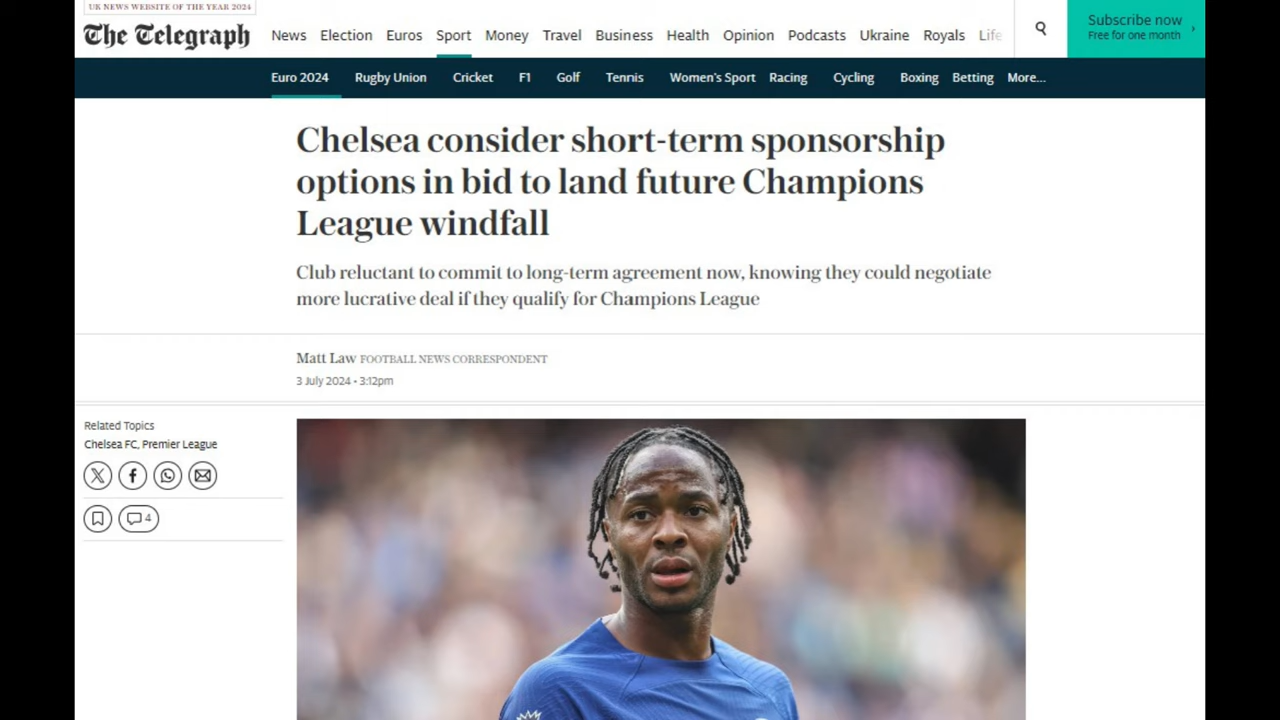 UK NEWS WEBSITE OF THE YEAR 2024
The Telegraph
News Election Euros Sport Money Travel Business Health Opinion Podcasts Ukraine Royals Life
Subscribe now
Free for one month
Euro 2024 Rugby Union Cricket F1 Golf Tennis Women's Sport Racing Cycling Boxing Betting More...
Chelsea consider short-term sponsorship
options in bid to land future Champions
League windfall
Club reluctant to commit to long-term agreement now, knowing they could negotiate
more lucrative deal if they qualify for Champions League
Matt Law FOOTBALL NEWS CORRESPONDENT
3 July 2024 • 3:12pm
Related Topics
Chelsea FC, Premier League
4